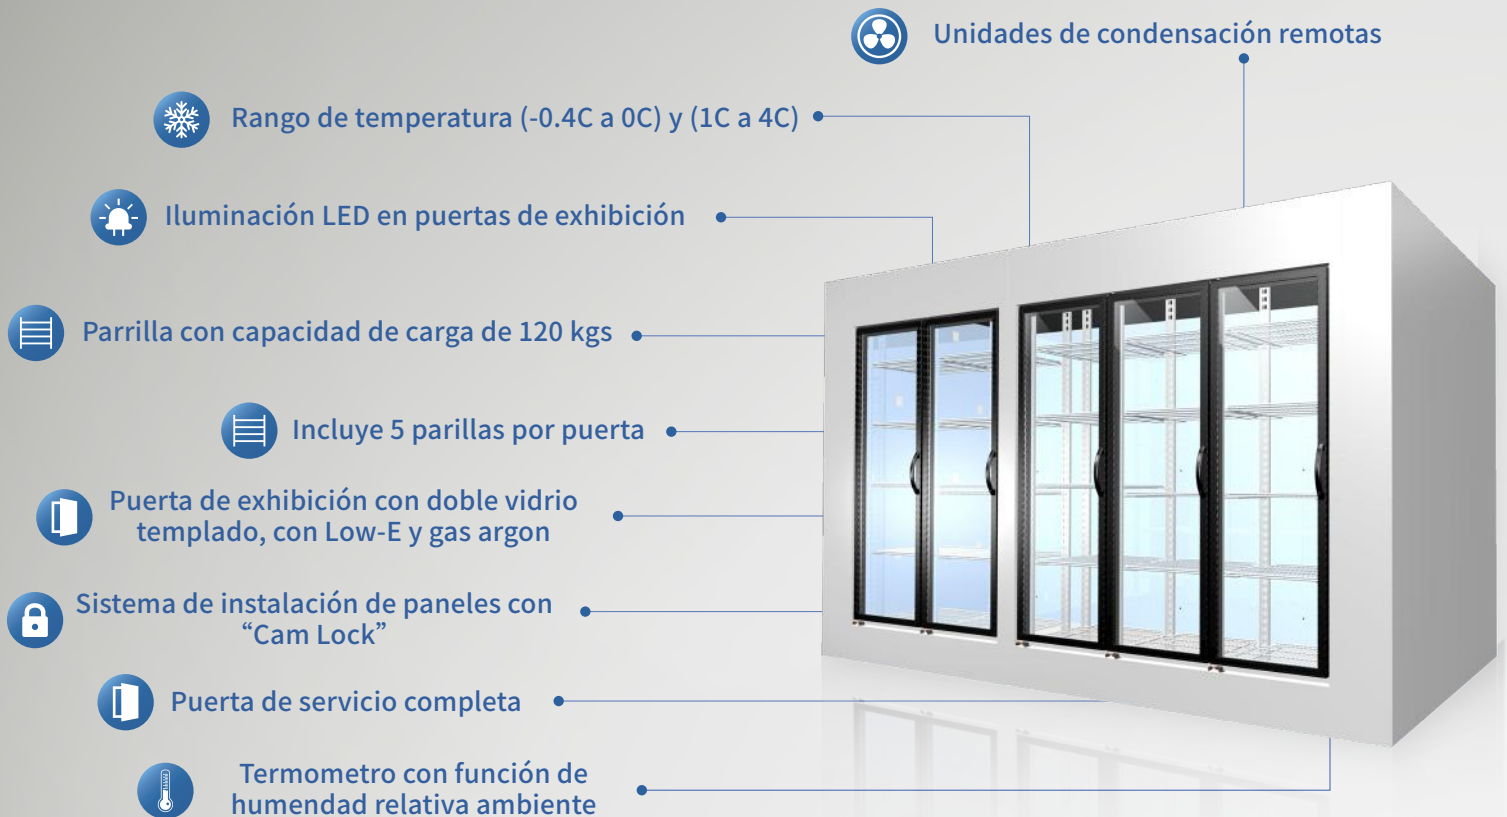 Unidades de condensación remotas
Rango de temperatura (-0.4C a 0C) y (1C a 4C)
Iluminación LED en puertas de exhibición
Parrilla con capacidad de carga de 120 kgs
Incluye 5 parillas por puerta
Puerta de exhibición con doble vidrio
templado, con Low-E y gas argon
Sistema de instalación de paneles con
“Cam Lock”
Puerta de servicio completa
Termometro con función de
humendad relativa ambiente